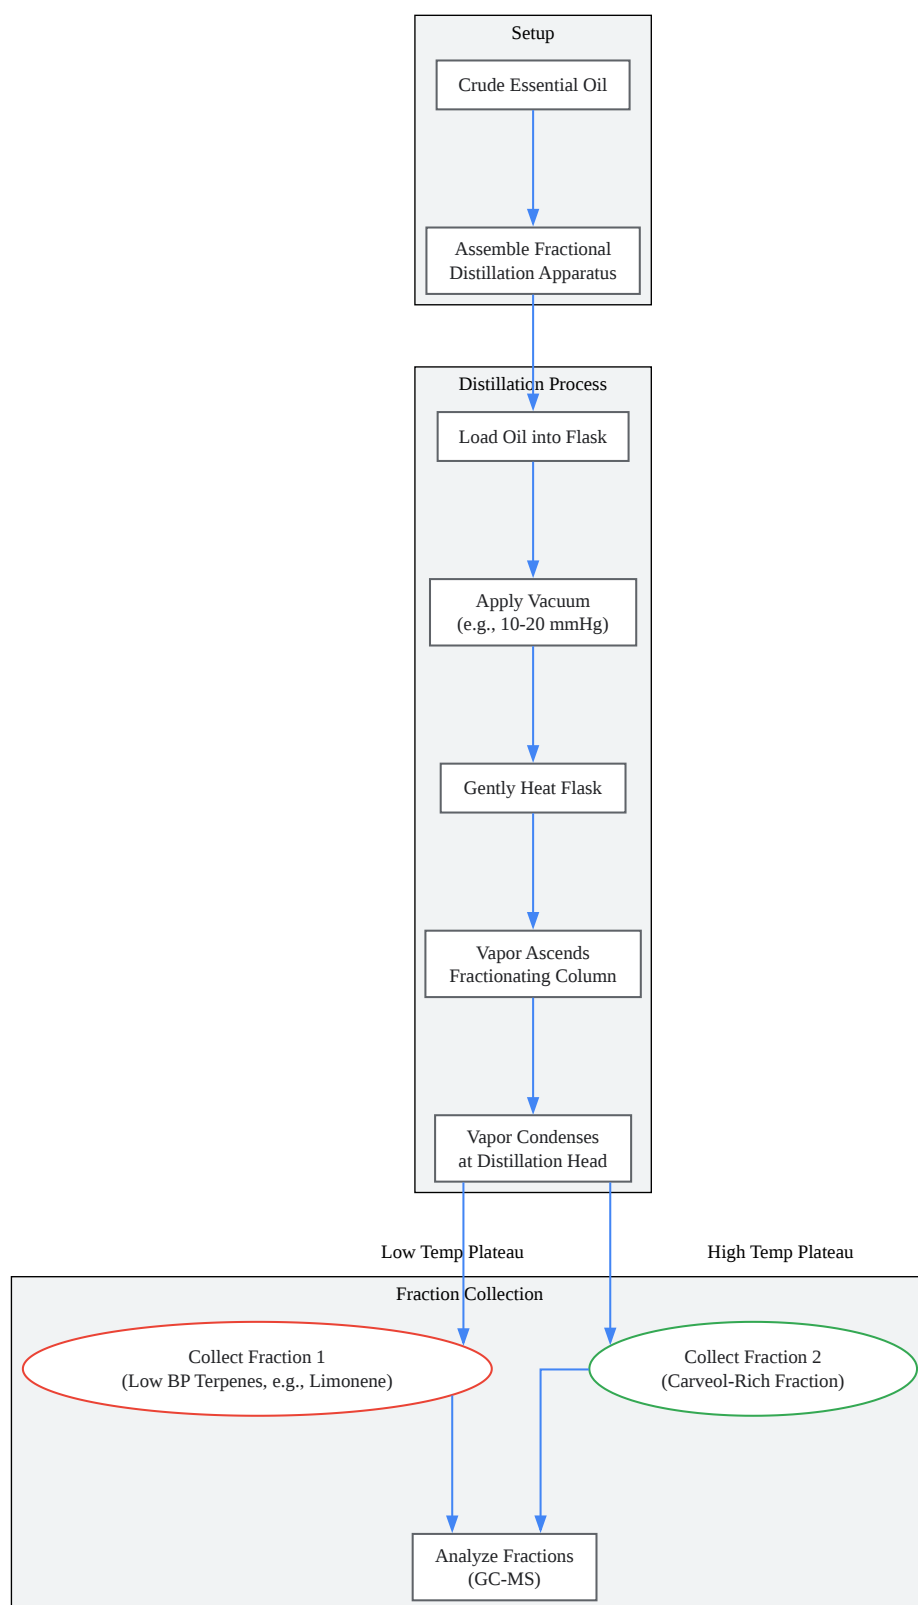 Setup
Crude Essential Oil
Assemble Fractional
Distillation Apparatus
Distillation Process
Load Oil into Flask
Apply Vacuum
(e.g., 10-20 mmHg)
Gently Heat Flask
Vapor Ascends
Fractionating Column
Vapor Condenses
at Distillation Head
Low Temp Plateau
High Temp Plateau
Fraction Collection
Collect Fraction 1
(Low BP Terpenes, e.g., Limonene)
Collect Fraction 2
(Carveol-Rich Fraction)
Analyze Fractions
(GC-MS)